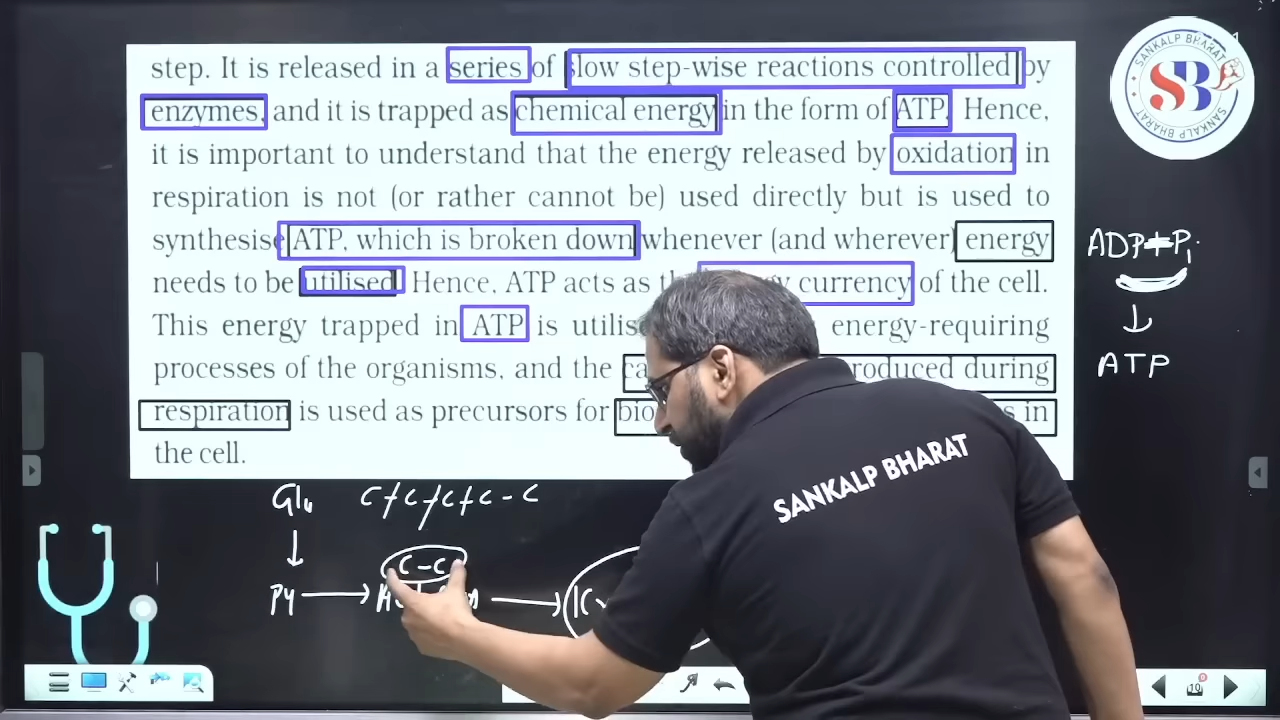 step. It is released in a series of slow step-wise reactions controlled by
enzymes, and it is trapped as chemical energy in the form of ATP. Hence,
it is important to understand that the energy released by oxidation in
respiration is not (or rather cannot be) used directly but is used to
synthesise ATP, which is broken down whenever (and wherever) energy
needs to be utilised. Hence, ATP acts as currency of the cell.
This energy trapped in ATP is energy-requiring
processes of the organisms, and the during
respiration is used as precursors for in
the cell.
SANKALP BHARAT
SB
SANKALP BHARAT
ADP+Pi
ATP
Glu C-C-C-C-C
C-C
Py
SANKALP BHARAT
10